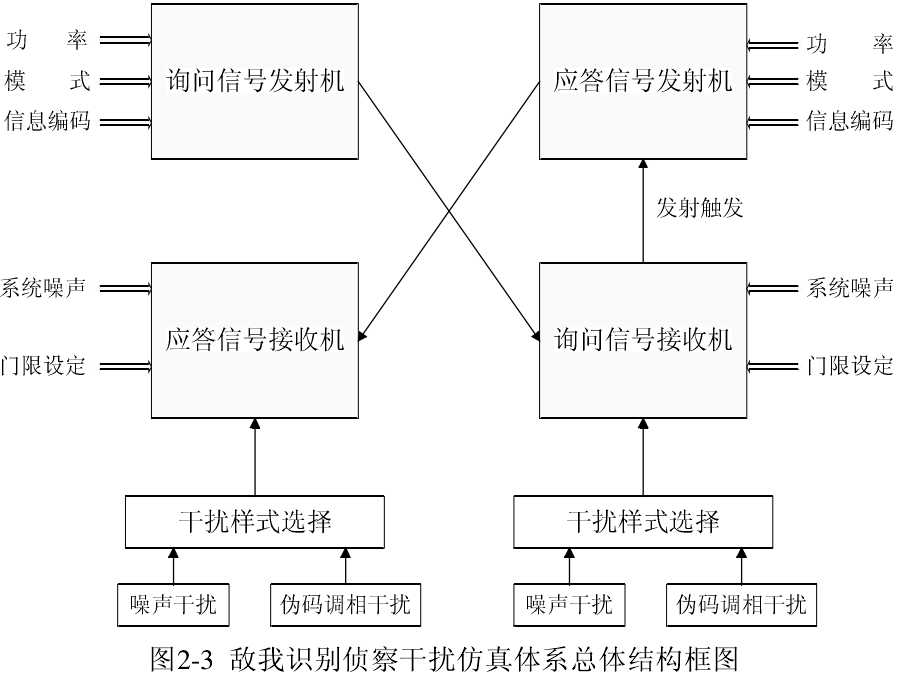 功 率
模 式
信息编码
询问信号发射机
应答信号发射机
功 率
模 式
信息编码
发射触发
系统噪声
门限设定
应答信号接收机
询问信号接收机
系统噪声
门限设定
干扰样式选择
干扰样式选择
噪声干扰
伪码调相干扰
噪声干扰
伪码调相干扰
图2-3 敌我识别侦察干扰仿真体系总体结构框图